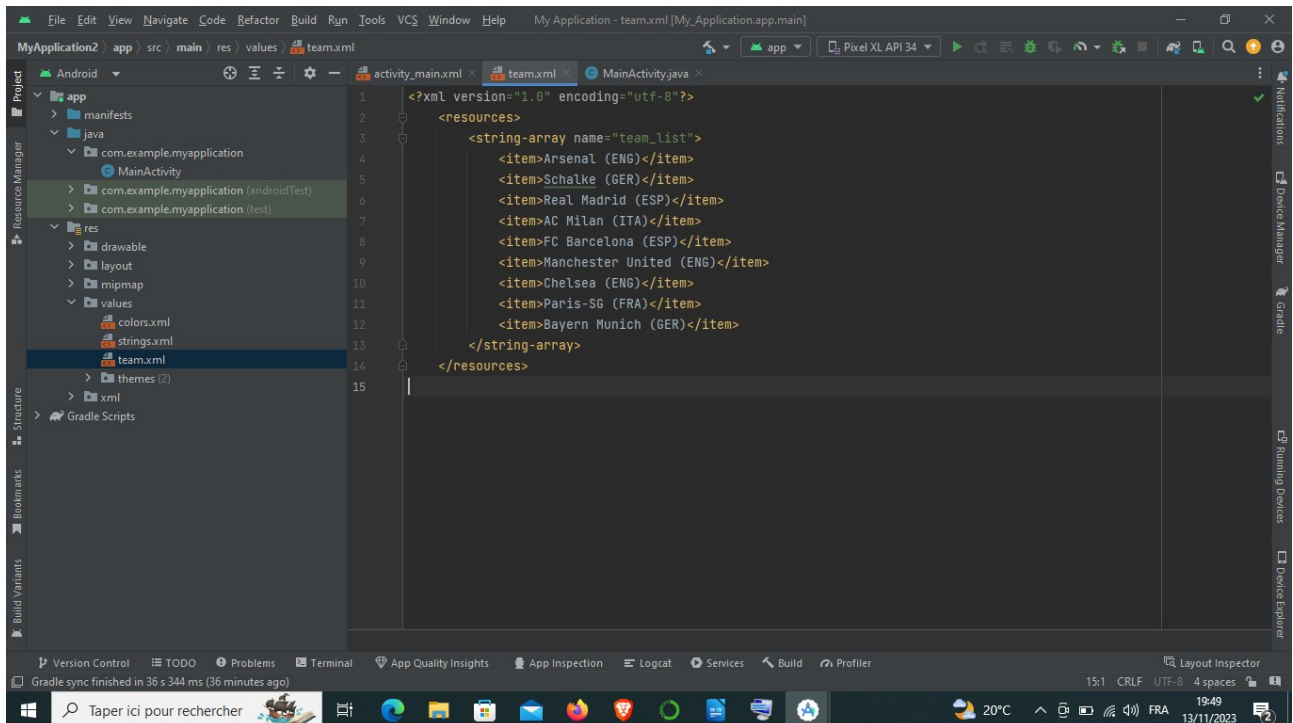 File Edit View Navigate Code Refactor Build Run Tools VCS Window Help My Application - team.xml [My_Application.app.main]
MyApplication2 app src main res values team.xml
app Pixel XL API 34
Android
activity_main.xml team.xml MainActivity.java
Project
Resource Manager
Structure
Bookmarks
Build Variants
app
manifests
java
com.example.myapplication
MainActivity
com.example.myapplication (androidTest)
com.example.myapplication (test)
res
drawable
layout
mipmap
values
colors.xml
strings.xml
team.xml
themes (2)
xml
Gradle Scripts
1 <?xml version="1.0" encoding="utf-8"?>
2 <resources>
3 <string-array name="team_list">
4 <item>Arsenal (ENG)</item>
5 <item>Schalke (GER)</item>
6 <item>Real Madrid (ESP)</item>
7 <item>AC Milan (ITA)</item>
8 <item>FC Barcelona (ESP)</item>
9 <item>Manchester United (ENG)</item>
10 <item>Chelsea (ENG)</item>
11 <item>Paris-SG (FRA)</item>
12 <item>Bayern Munich (GER)</item>
13 </string-array>
14 </resources>
15
Notifications
Device Manager
Gradle
Running Devices
Device Explorer
Version Control TODO Problems Terminal App Quality Insights App Inspection Logcat Services Build Profiler Layout Inspector
Gradle sync finished in 36 s 344 ms (36 minutes ago) 15:1 CRLF UTF-8 4 spaces
Taper ici pour rechercher 20°C FRA 19:49
13/11/2023 2